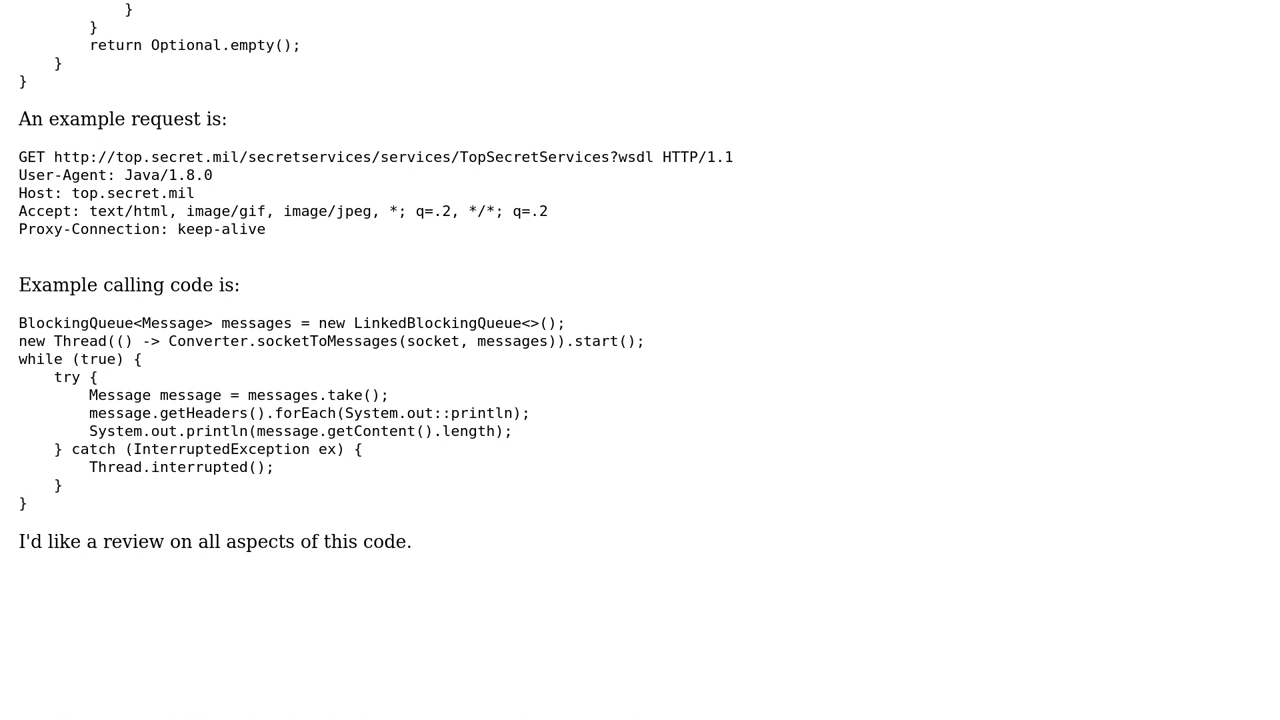 }
        }
        return Optional.empty();
    }
}
An example request is:
GET http://top.secret.mil/secretservices/services/TopSecretServices?wsdl HTTP/1.1
User-Agent: Java/1.8.0
Host: top.secret.mil
Accept: text/html, image/gif, image/jpeg, *; q=.2, */*; q=.2
Proxy-Connection: keep-alive
Example calling code is:
BlockingQueue<Message> messages = new LinkedBlockingQueue<>();
new Thread(() -> Converter.socketToMessages(socket, messages)).start();
while (true) {
    try {
        Message message = messages.take();
        message.getHeaders().forEach(System.out::println);
        System.out.println(message.getContent().length);
    } catch (InterruptedException ex) {
        Thread.interrupted();
    }
}
I'd like a review on all aspects of this code.